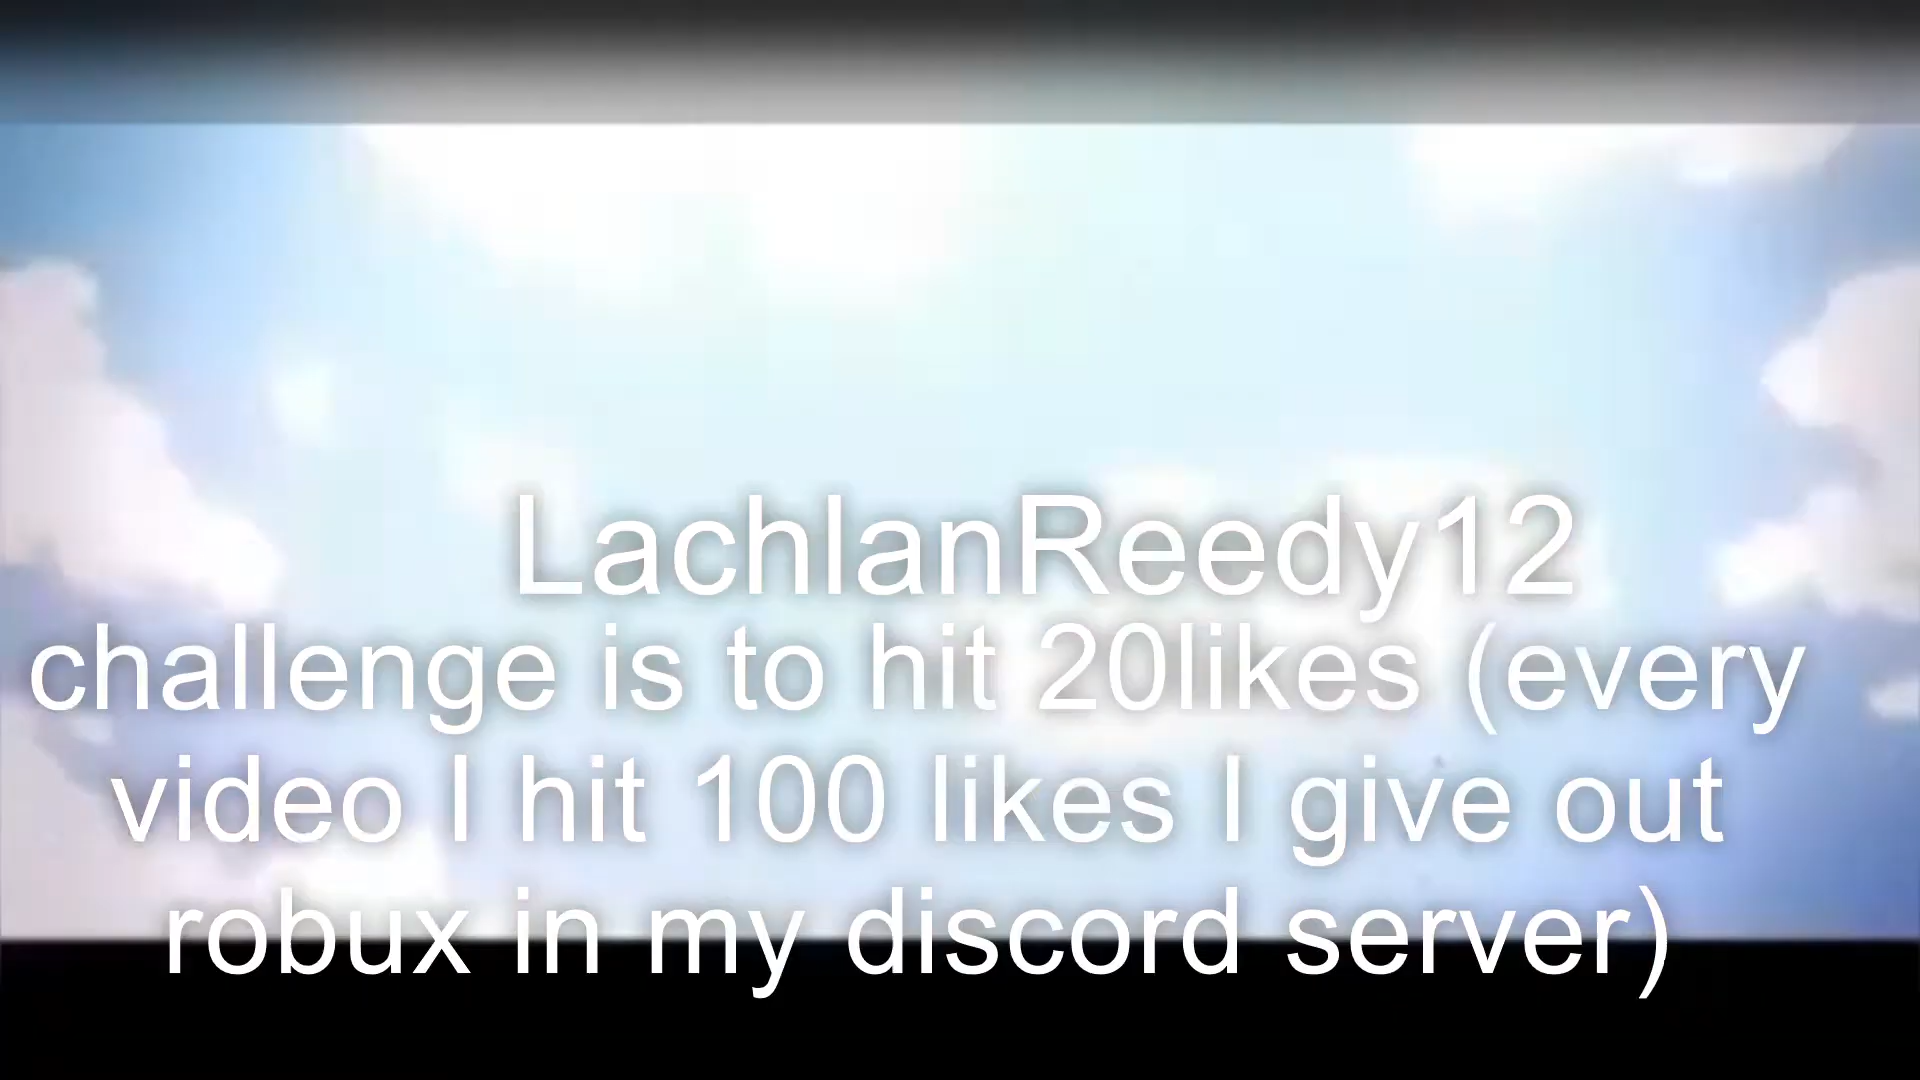 LachlanReedy12
challenge is to hit 20likes (every
video I hit 100 likes I give out
robux in my discord server)